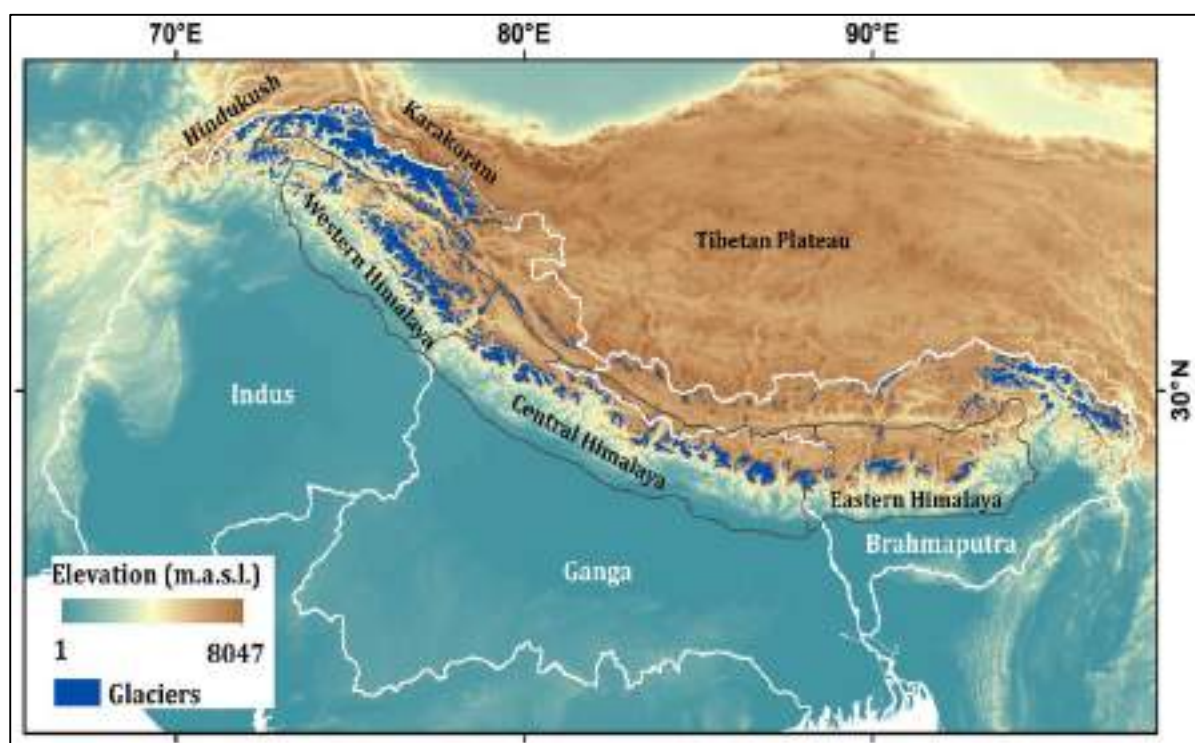 70°E
80°E
90°E
Hindukush
Karakoram
Western Himalaya
Tibetan Plateau
30°N
Indus
Central Himalaya
Eastern Himalaya
Brahmaputra
Ganga
Elevation (m.a.s.l.)
1
8047
Glaciers